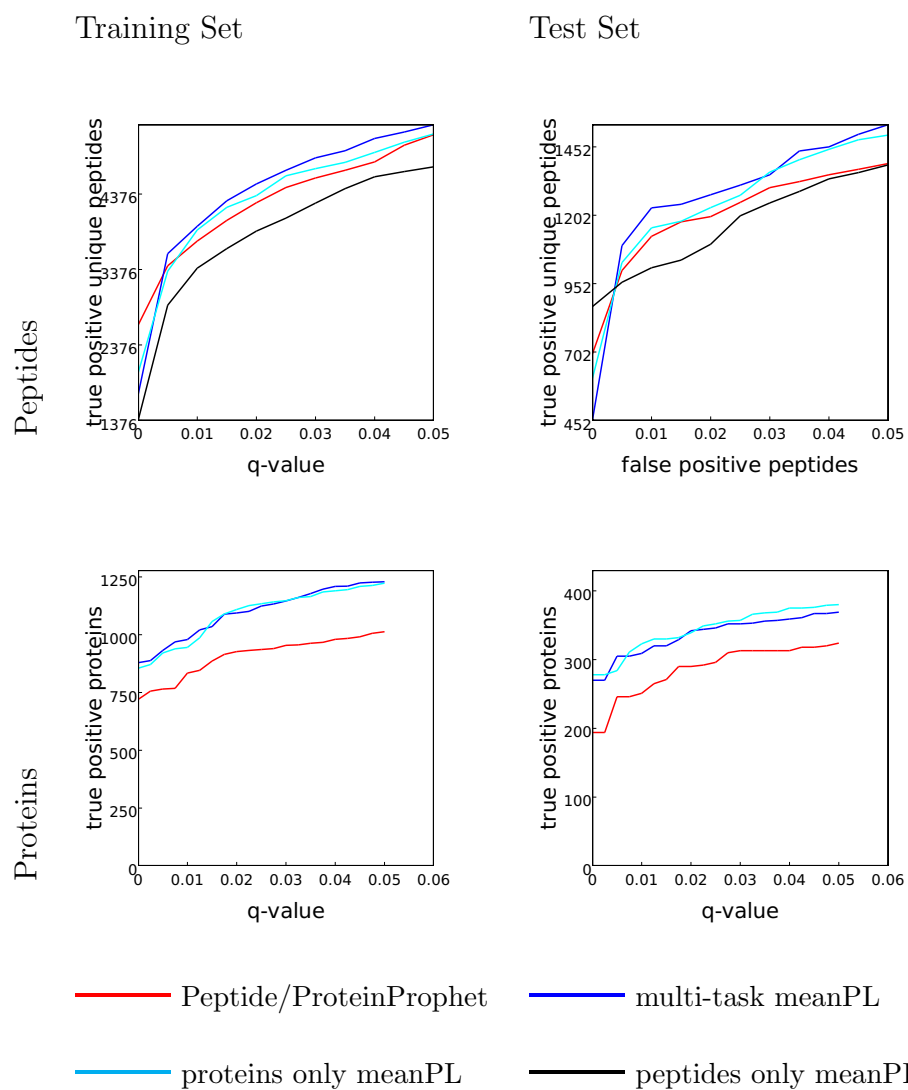 Training Set
Test Set
Peptides
true positive unique peptides
4376
3376
2376
1376
0 0.01 0.02 0.03 0.04 0.05
q-value
true positive unique peptides
1452
1202
952
702
452
0 0.01 0.02 0.03 0.04 0.05
false positive peptides
Proteins
true positive proteins
1250
1000
750
500
250
0
0 0.01 0.02 0.03 0.04 0.05 0.06
q-value
true positive proteins
400
300
200
100
0
0 0.01 0.02 0.03 0.04 0.05 0.06
q-value
Peptide/ProteinProphet
multi-task meanPL
proteins only meanPL
peptides only meanPL